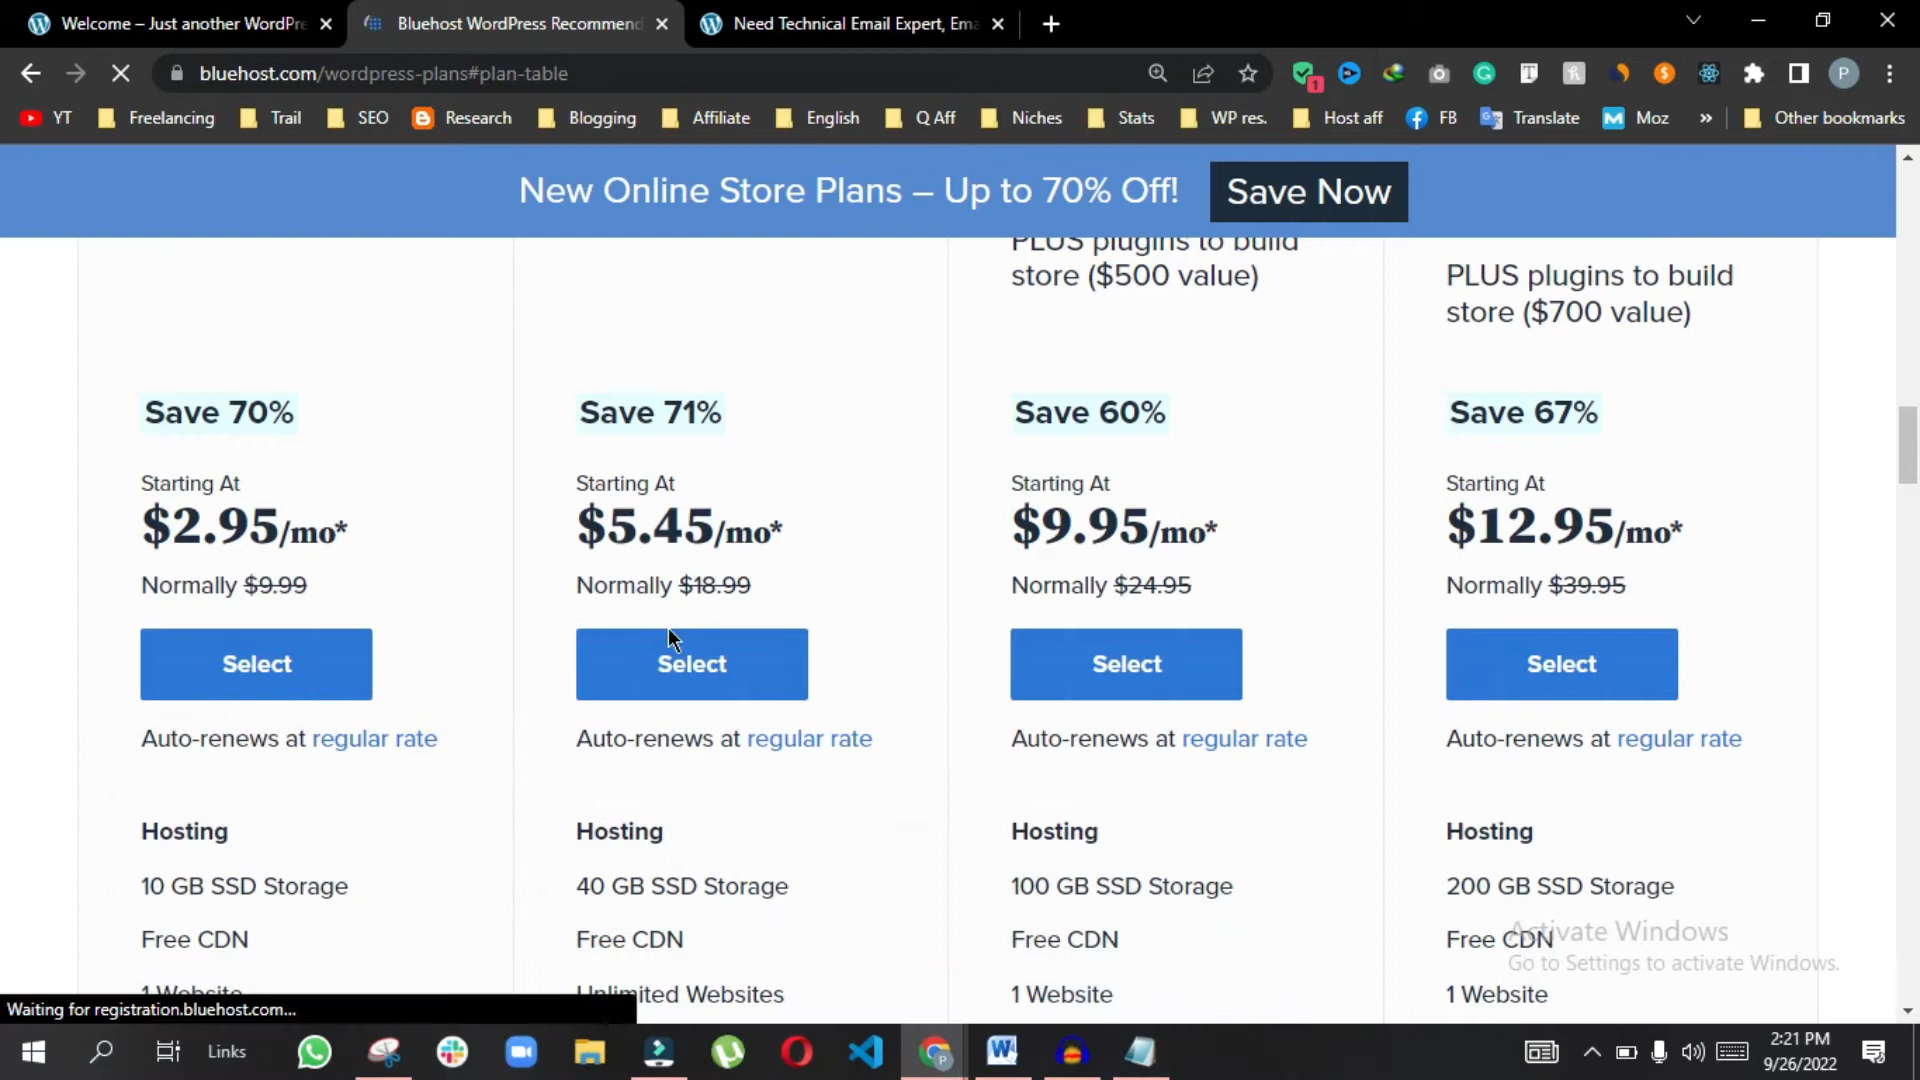 Welcome – Just another WordPre
Bluehost WordPress Recommend
Need Technical Email Expert, Ema
bluehost.com/wordpress-plans#plan-table
1
P
YT
Freelancing
Trail
SEO
Research
Blogging
Affiliate
English
Q Aff
Niches
Stats
WP res.
Host aff
FB
Translate
Moz
»
Other bookmarks
New Online Store Plans – Up to 70% Off!
Save Now
PLUS plugins to build
store ($500 value)
PLUS plugins to build
store ($700 value)
Save 70%
Save 71%
Save 60%
Save 67%
Starting At
Starting At
Starting At
Starting At
$2.95/mo*
$5.45/mo*
$9.95/mo*
$12.95/mo*
Normally $9.99
Normally $18.99
Normally $24.95
Normally $39.95
Select
Select
Select
Select
Auto-renews at regular rate
Auto-renews at regular rate
Auto-renews at regular rate
Auto-renews at regular rate
Hosting
Hosting
Hosting
Hosting
10 GB SSD Storage
40 GB SSD Storage
100 GB SSD Storage
200 GB SSD Storage
Free CDN
Free CDN
Free CDN
Free CDN
Activate Windows
Go to Settings to activate Windows.
1 Website
Unlimited Websites
1 Website
1 Website
Waiting for registration.bluehost.com...
Links
2:21 PM
9/26/2022